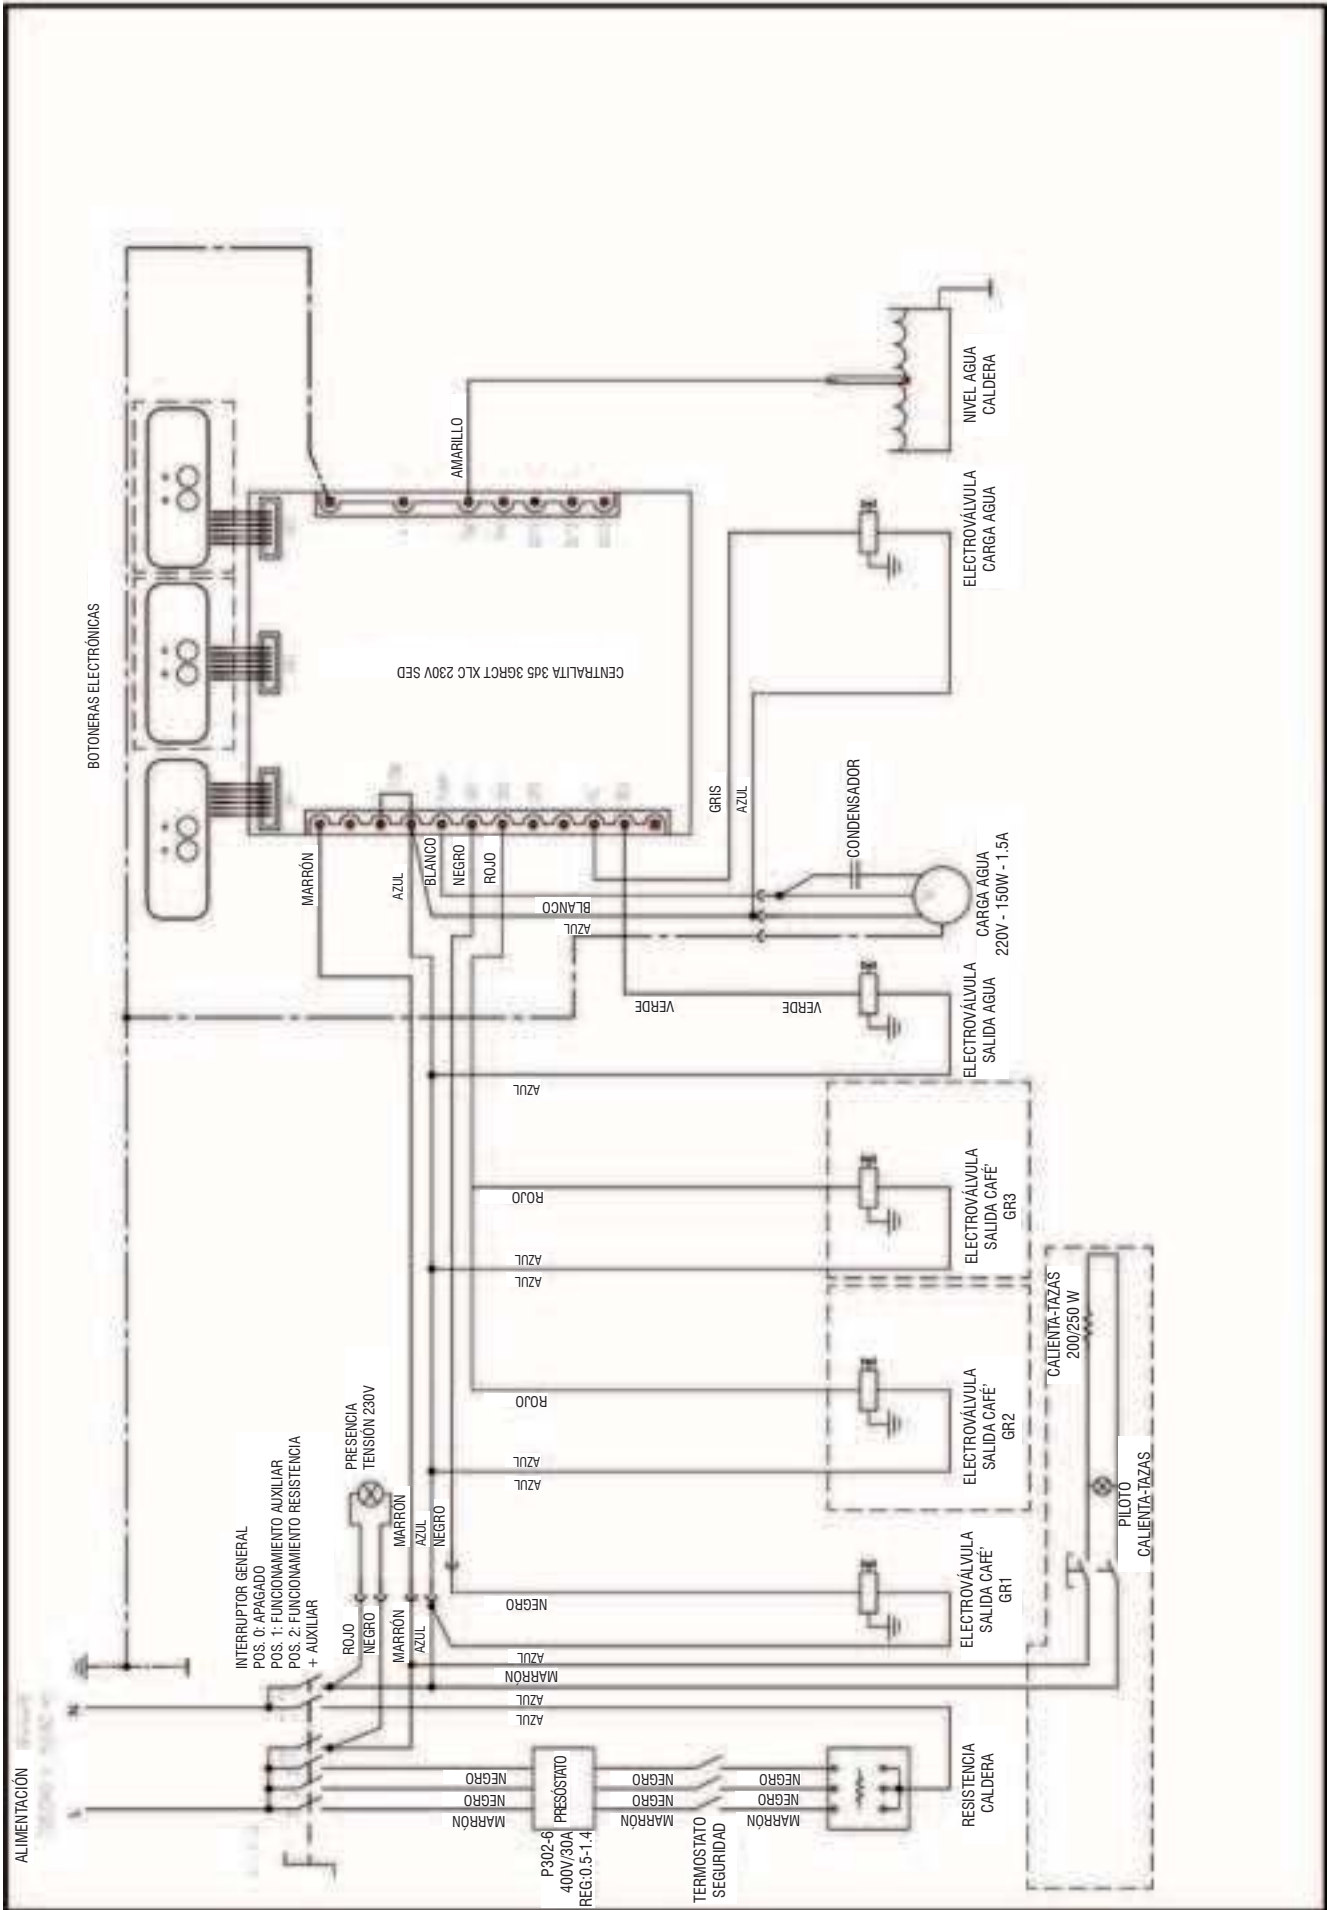 ALIMENTACIÓN
L
N
INTERRUPTOR GENERAL
POS. 0: APAGADO
POS. 1: FUNCIONAMIENTO AUXILIAR
POS. 2: FUNCIONAMIENTO RESISTENCIA
+ AUXILIAR
PRESENCIA
TENSIÓN 230V
ROJO
NEGRO
MARRÓN
AZUL
MARRÓN
AZUL
NEGRO
BOTONERAS ELECTRÓNICAS
CENTRALITA 3d5 3GRCT XLC 230V SED
MARRÓN
AZUL
BLANCO
NEGRO
ROJO
AMARILLO
GRIS
AZUL
BLANCO
AZUL
VERDE
VERDE
AZUL
ROJO
AZUL
AZUL
ROJO
AZUL
AZUL
NEGRO
AZUL
MARRÓN
AZUL
AZUL
NEGRO
NEGRO
MARRÓN
P302-6
400V/30A
REG:0.5-1.4
PRESÓSTATO
NEGRO
NEGRO
MARRÓN
TERMOSTATO
SEGURIDAD
NEGRO
NEGRO
MARRÓN
RESISTENCIA
CALDERA
ELECTROVÁLVULA
SALIDA CAFÉ'
GR1
ELECTROVÁLVULA
SALIDA CAFÉ'
GR2
ELECTROVÁLVULA
SALIDA CAFÉ'
GR3
ELECTROVÁLVULA
SALIDA AGUA
CARGA AGUA
220V - 150W - 1.5A
CONDENSADOR
ELECTROVÁLVULA
CARGA AGUA
NIVEL AGUA
CALDERA
CALIENTA-TAZAS
200/250 W
PILOTO
CALIENTA-TAZAS